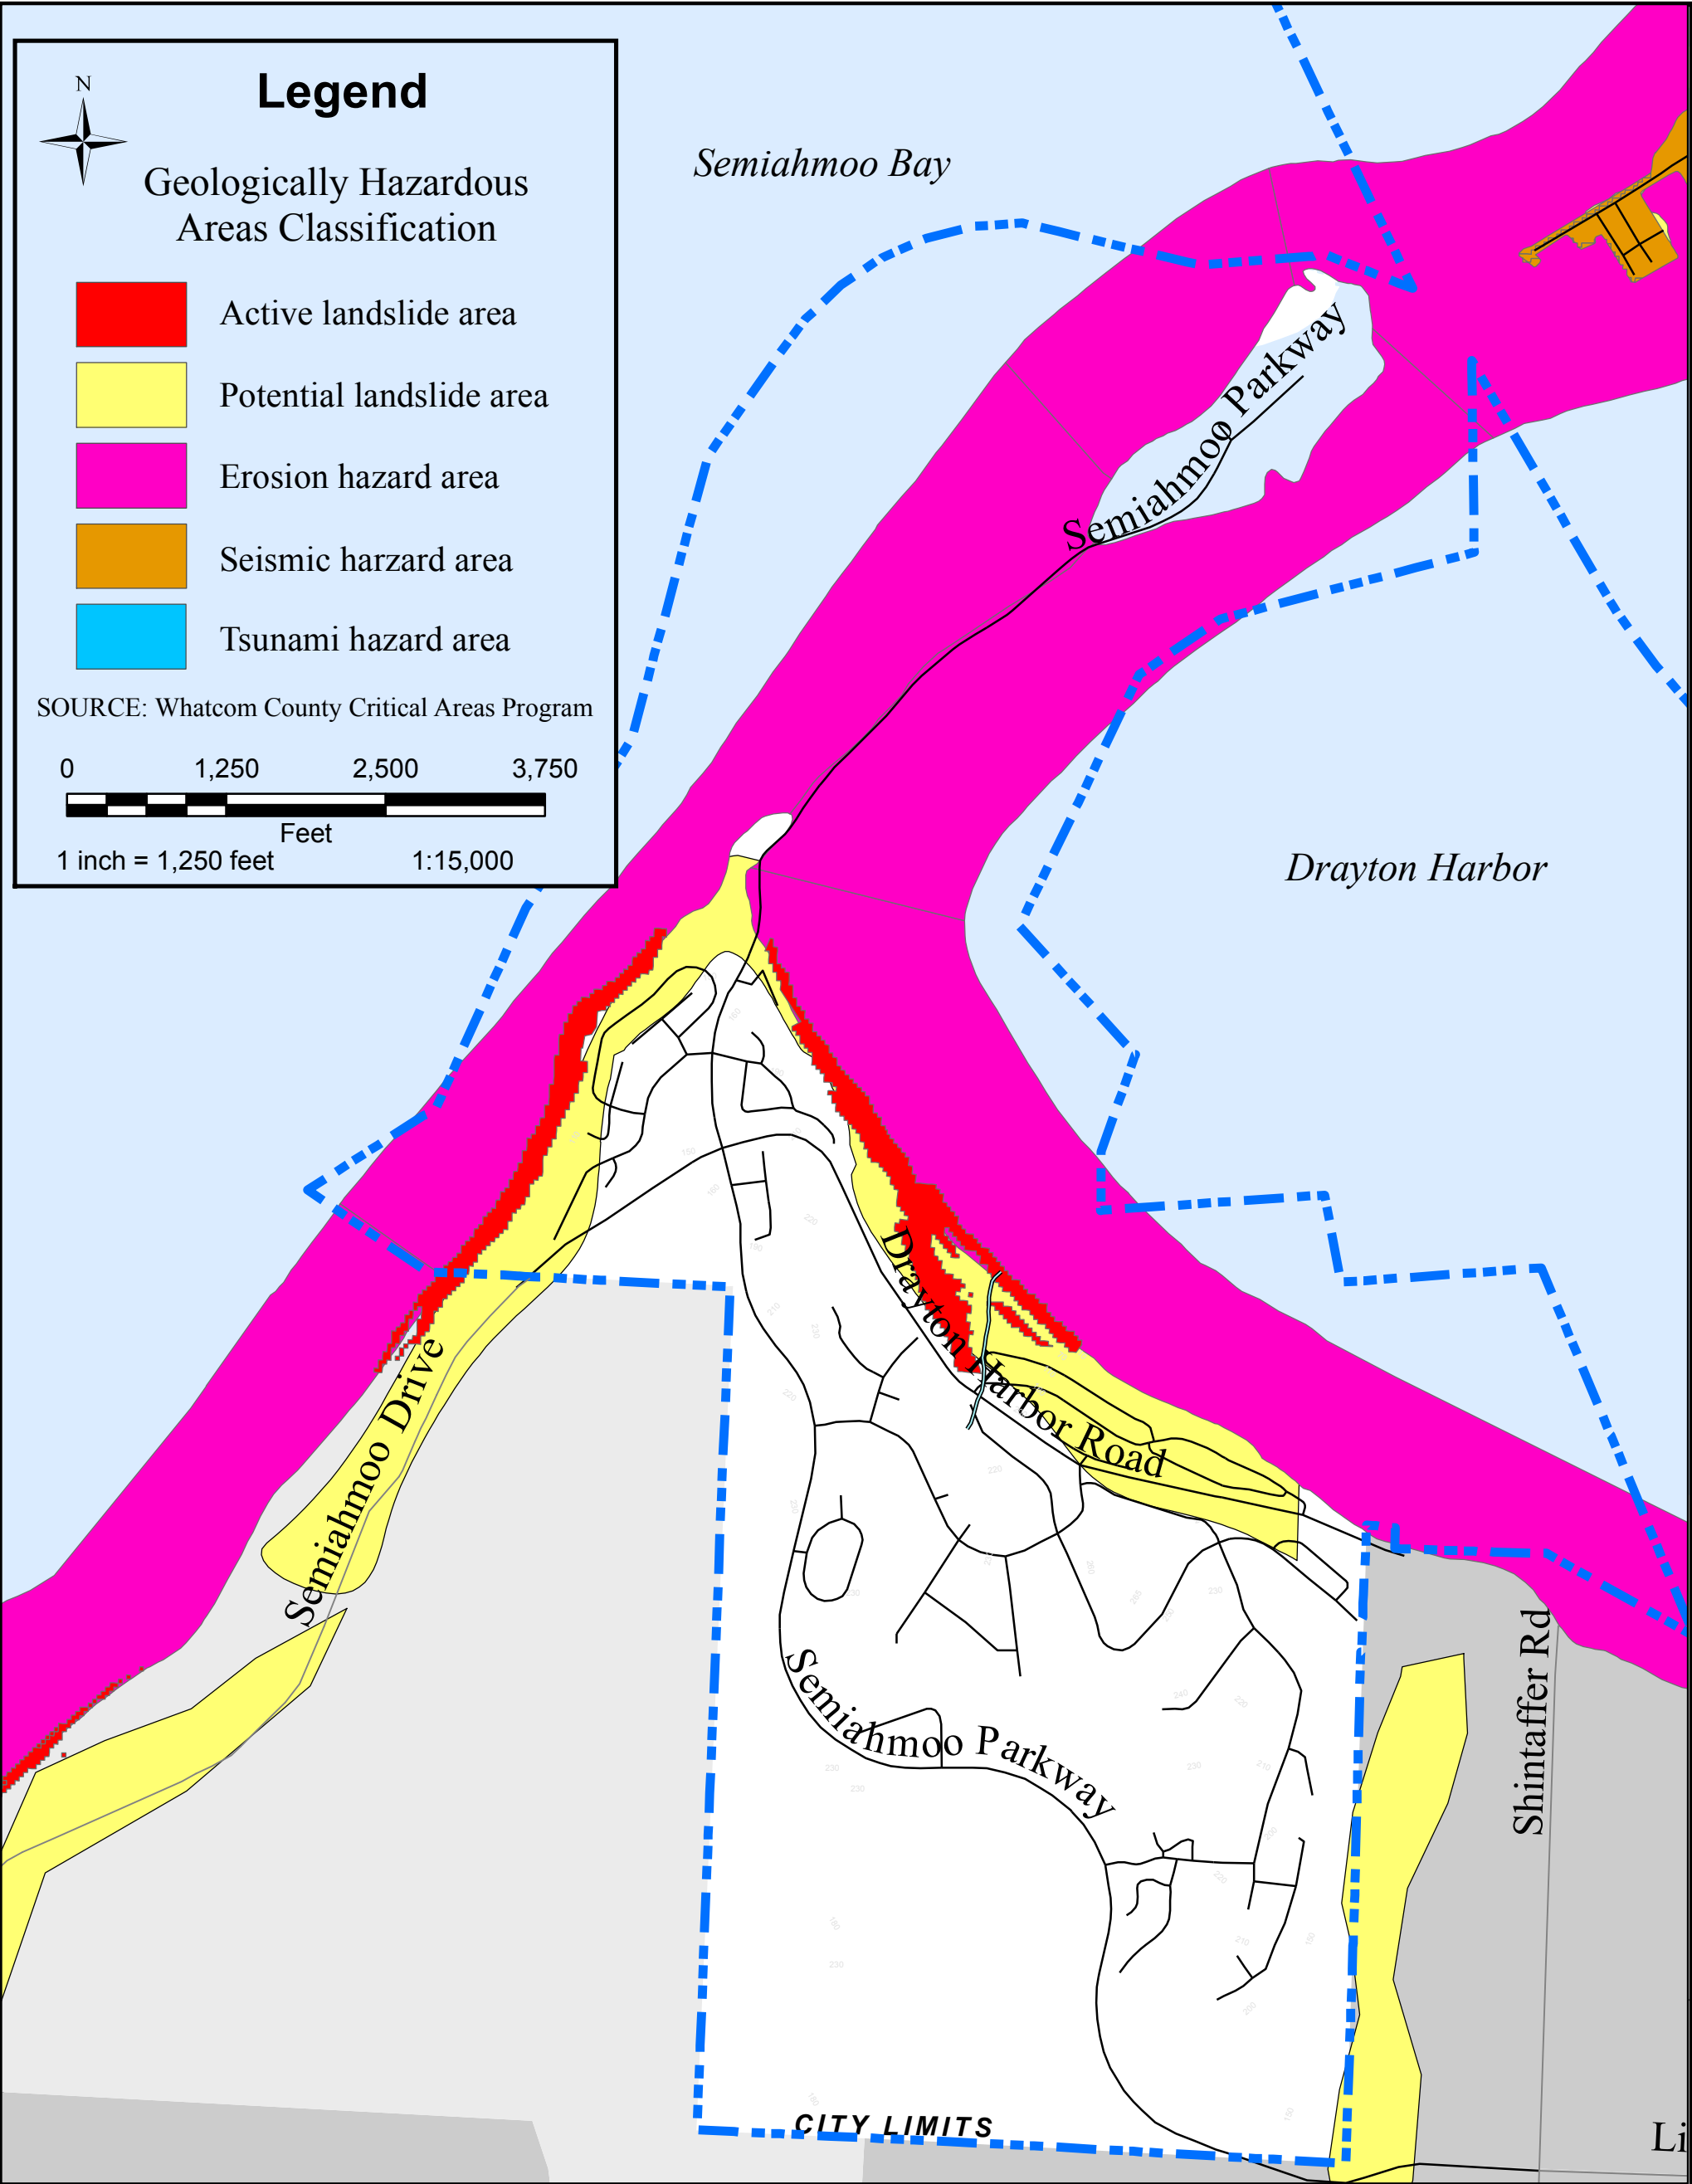 Legend
N
Geologically Hazardous
Areas Classification
Active landslide area
Potential landslide area
Erosion hazard area
Seismic harzard area
Tsunami hazard area
SOURCE: Whatcom County Critical Areas Program
0 1,250 2,500 3,750
Feet
1 inch = 1,250 feet 1:15,000
Semiahmoo Bay
Semiahmoo Parkway
Drayton Harbor
Drayton Harbor Road
Semiahmoo Drive
Semiahmoo Parkway
Shintaffer Rd
CITY LIMITS
Li